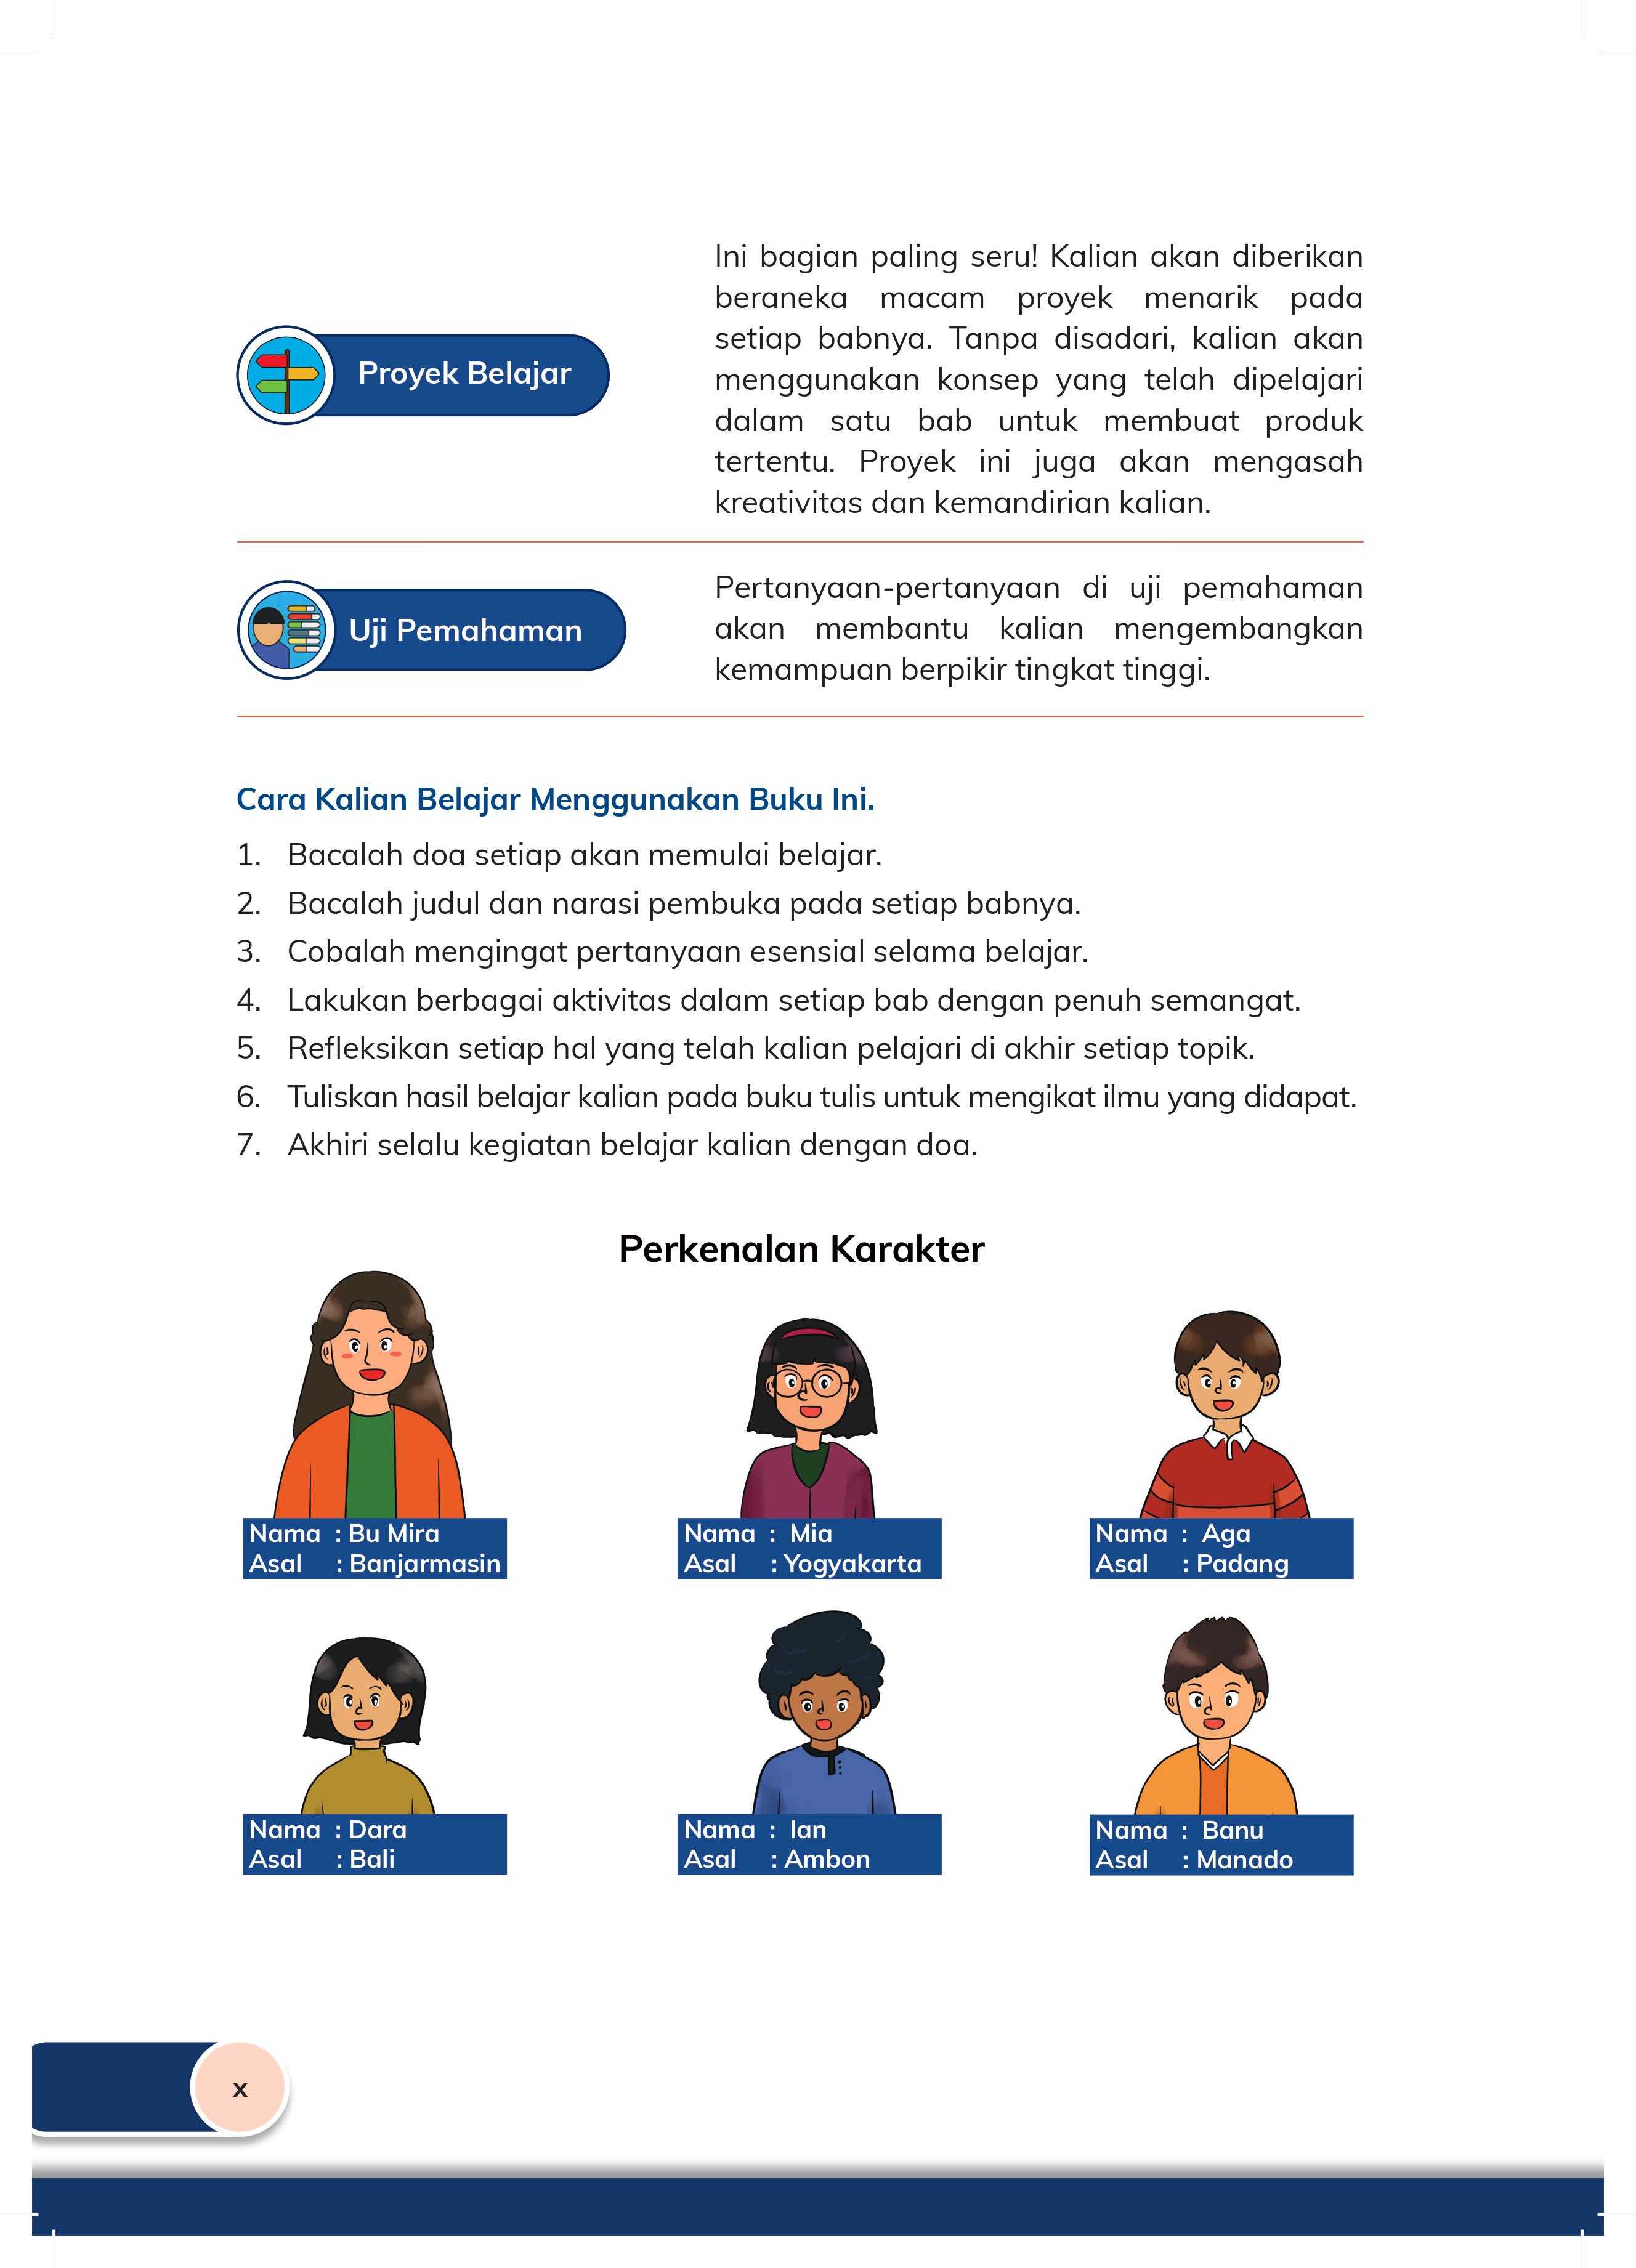 Proyek Belajar
Ini bagian paling seru! Kalian akan diberikan
beraneka macam proyek menarik pada
setiap babnya. Tanpa disadari, kalian akan
menggunakan konsep yang telah dipelajari
dalam satu bab untuk membuat produk
tertentu. Proyek ini juga akan mengasah
kreativitas dan kemandirian kalian.
Uji Pemahaman
Pertanyaan-pertanyaan di uji pemahaman
akan membantu kalian mengembangkan
kemampuan berpikir tingkat tinggi.
Cara Kalian Belajar Menggunakan Buku Ini.
1. Bacalah doa setiap akan memulai belajar.
2. Bacalah judul dan narasi pembuka pada setiap babnya.
3. Cobalah mengingat pertanyaan esensial selama belajar.
4. Lakukan berbagai aktivitas dalam setiap bab dengan penuh semangat.
5. Refleksikan setiap hal yang telah kalian pelajari di akhir setiap topik.
6. Tuliskan hasil belajar kalian pada buku tulis untuk mengikat ilmu yang didapat.
7. Akhiri selalu kegiatan belajar kalian dengan doa.
Perkenalan Karakter
Nama : Bu Mira
Asal : Banjarmasin
Nama : Mia
Asal : Yogyakarta
Nama : Aga
Asal : Padang
Nama : Dara
Asal : Bali
Nama : Ian
Asal : Ambon
Nama : Banu
Asal : Manado
x